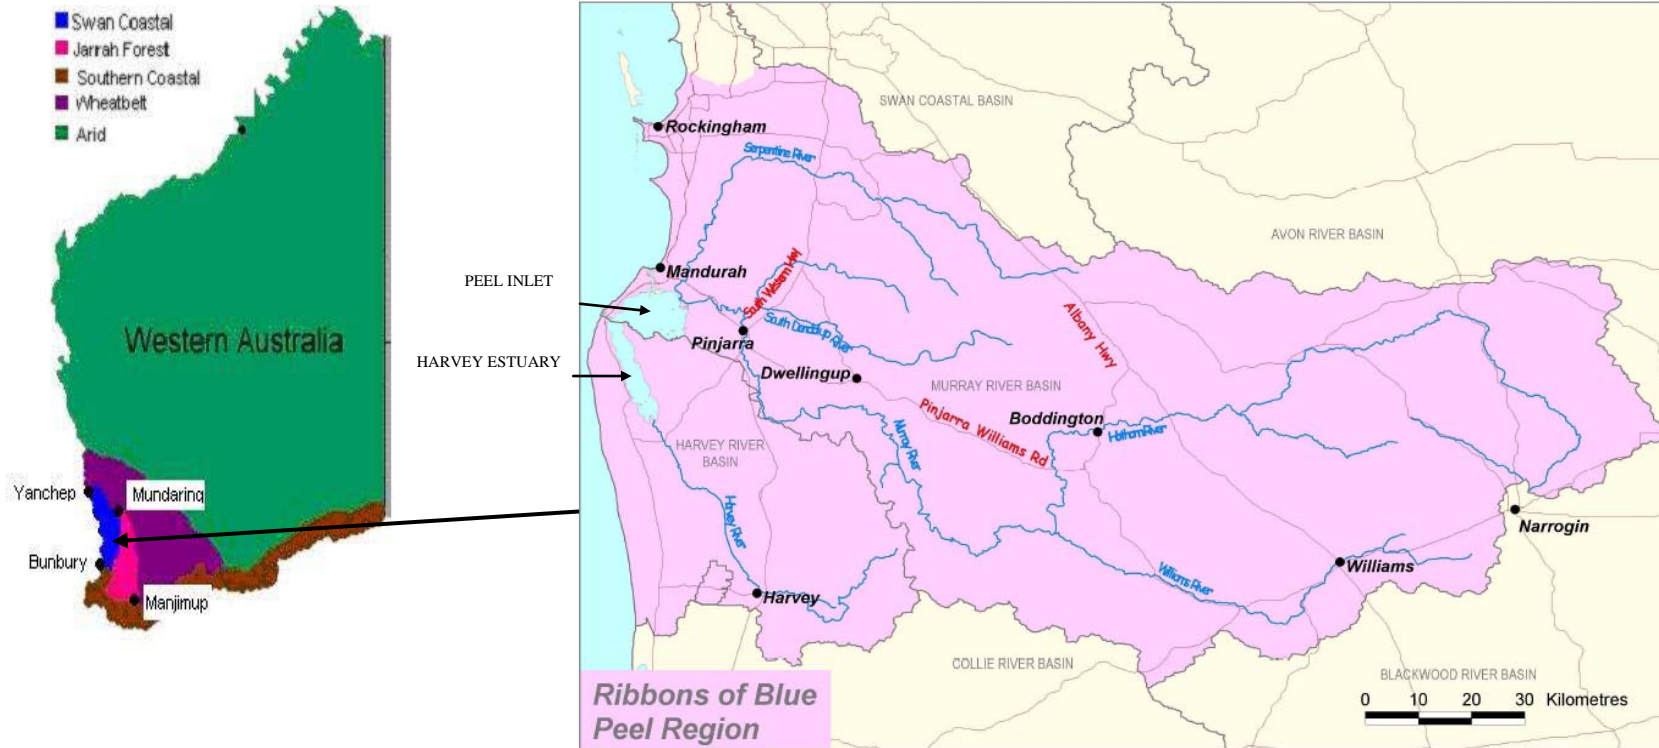 Swan Coastal
Jarrah Forest
Southern Coastal
Wheatbelt
Arid
Western Australia
Yanchep
Mundaring
Bunbury
Manjimup
PEEL INLET
HARVEY ESTUARY
SWAN COASTAL BASIN
Rockingham
Serpentine River
AVON RIVER BASIN
Mandurah
South Western Hwy
Albany Hwy
South Dandalup River
Pinjarra
Dwellingup
MURRAY RIVER BASIN
Pinjarra Williams Rd
Boddington
Hotham River
Murray River
HARVEY RIVER
BASIN
Harvey River
Narrogin
Williams
Williams River
Harvey
COLLIE RIVER BASIN
BLACKWOOD RIVER BASIN
Ribbons of Blue
Peel Region
0 10 20 30 Kilometres